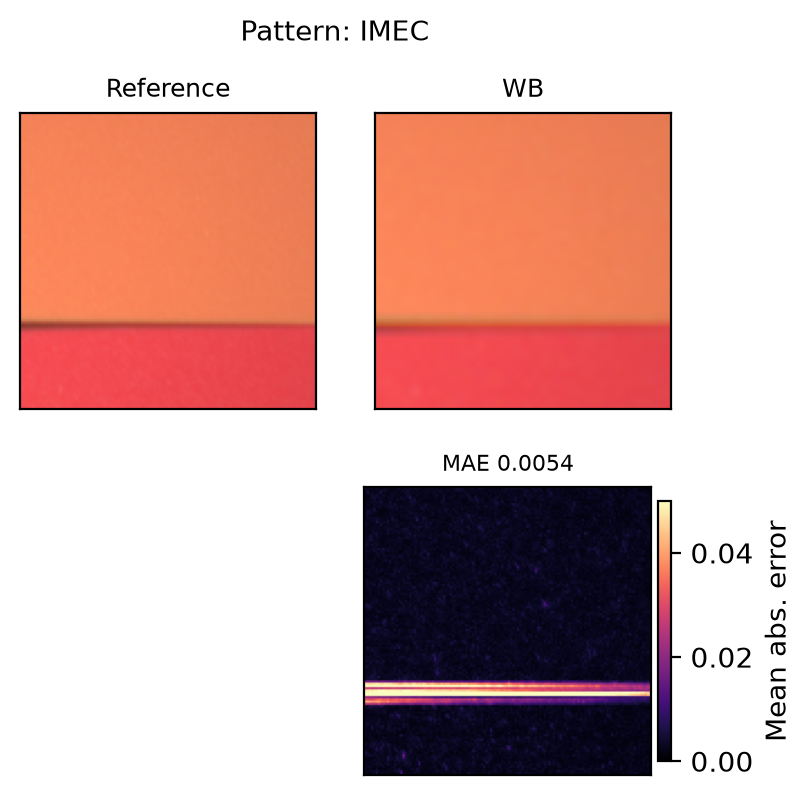 Pattern: IMEC
Reference
WB
MAE 0.0054
0.04
0.02
0.00
Mean abs. error